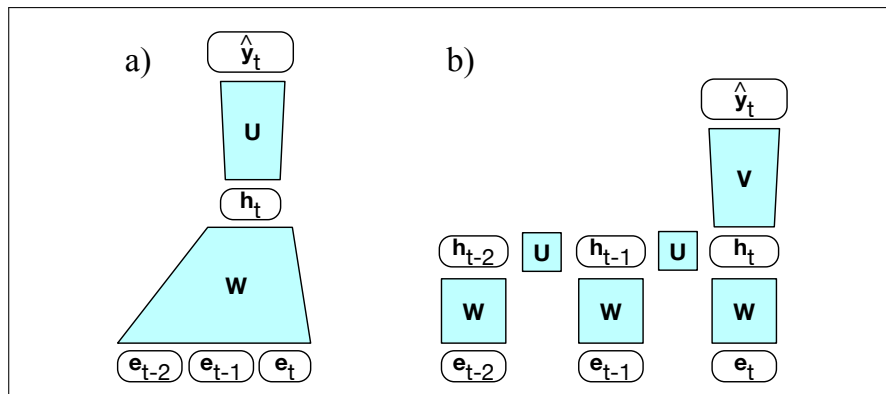 a)
ŷt
U
ht
W
et-2 et-1 et
b)
ŷt
V
ht-2 U ht-1 U ht
W W W
et-2 et-1 et